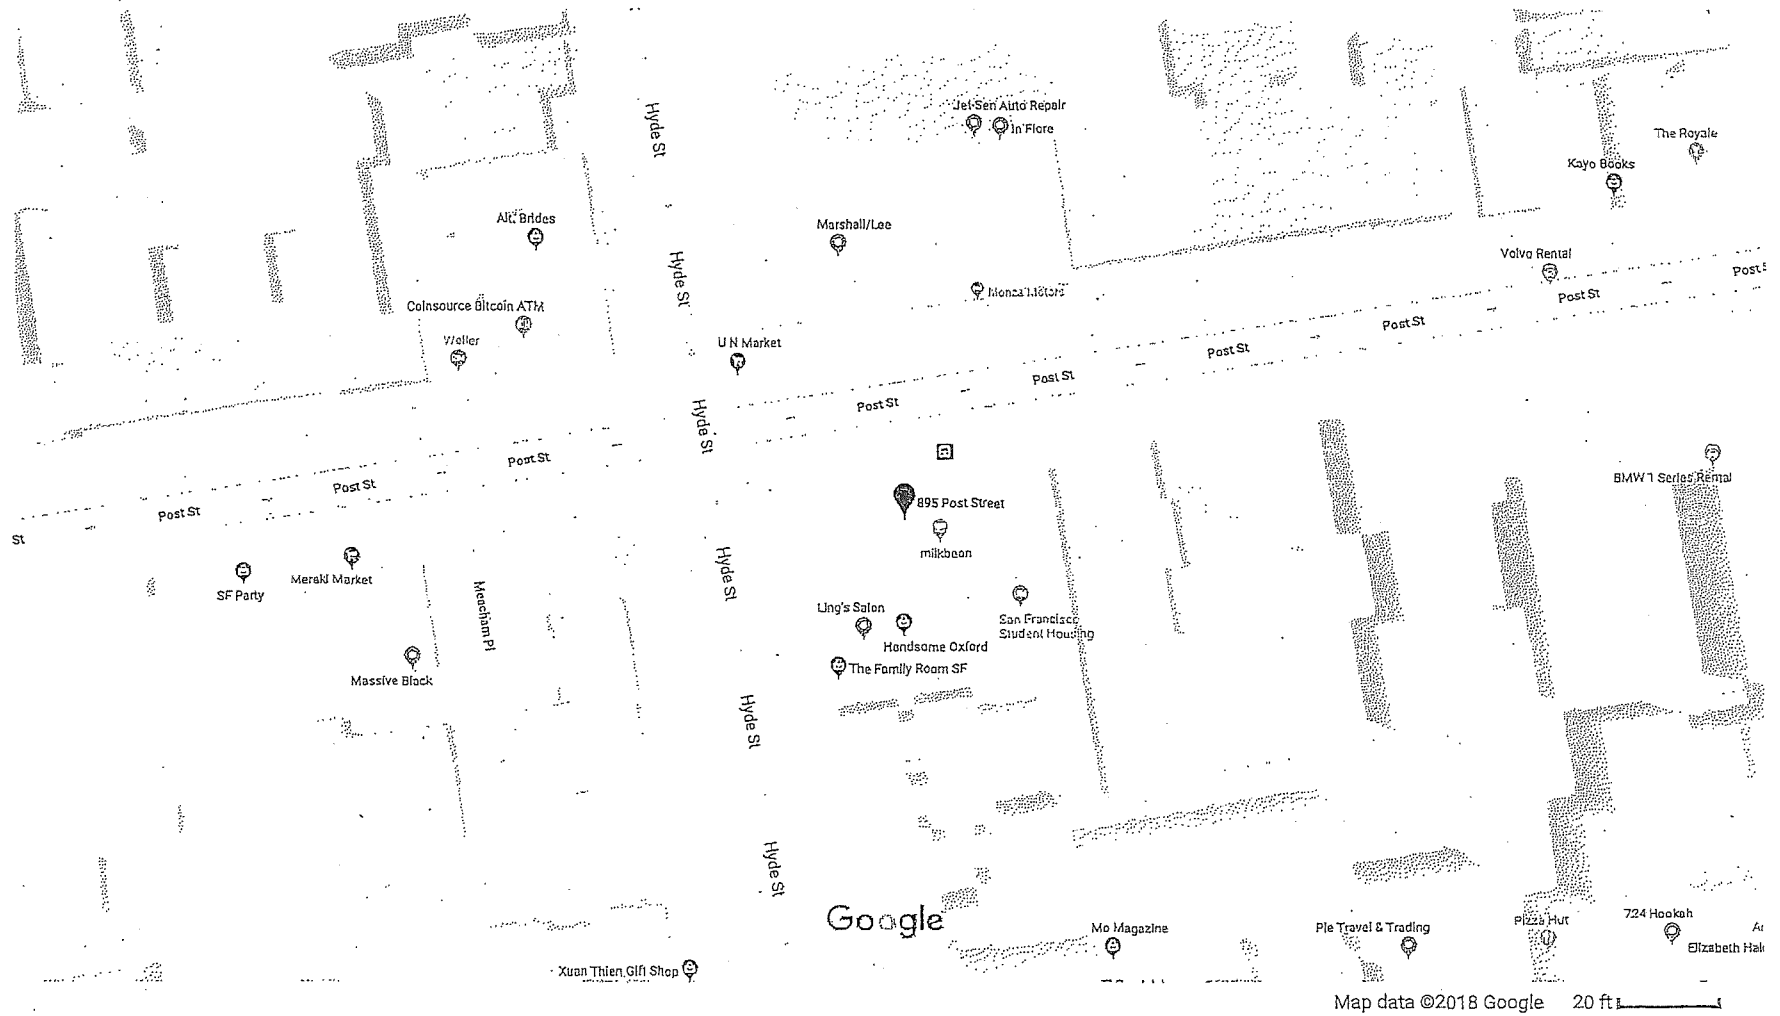 Hyde St
Jet Sen Auto Repair
In Fiore
The Royale
Kayo Books
Alt. Brides
Marshall/Lee
Hyde St
Volvo Rental
Post S
Monza Motors
Post St
Coinsource Bitcoin ATM
Post St
Weller
U N Market
Post St
Post St
Post St
Hyde St
Post St
BMW 1 Series Rental
Post St
895 Post Street
Post St
St
milkbean
Meraki Market
Hyde St
SF Party
Meacham Pl
Ling's Salon
San Francisco
Student Housing
Handsome Oxford
The Family Room SF
Massive Black
Hyde St
Hyde St
Google
Mo Magazine
Pie Travel & Trading
Pizza Hut
724 Hookah
Elizabeth Hale
Xuan Thien Gift Shop
Map data ©2018 Google 20 ft